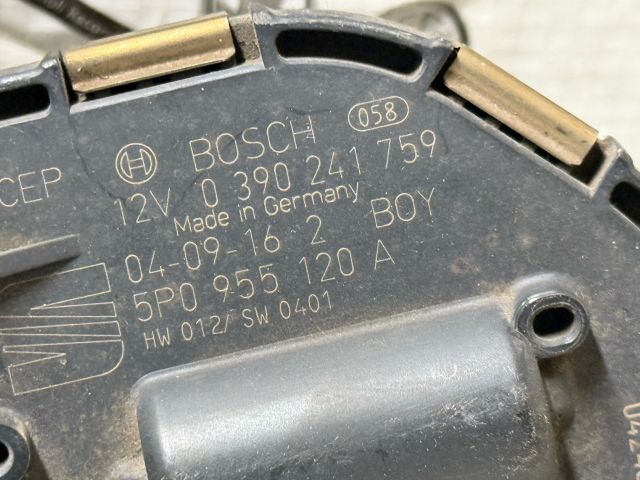 058
BOSCH
CEP
12V 0 390 241 759
Made in Germany
04-09-16 2 BOY
5P0 955 120 A
HW 012/ SW 0401